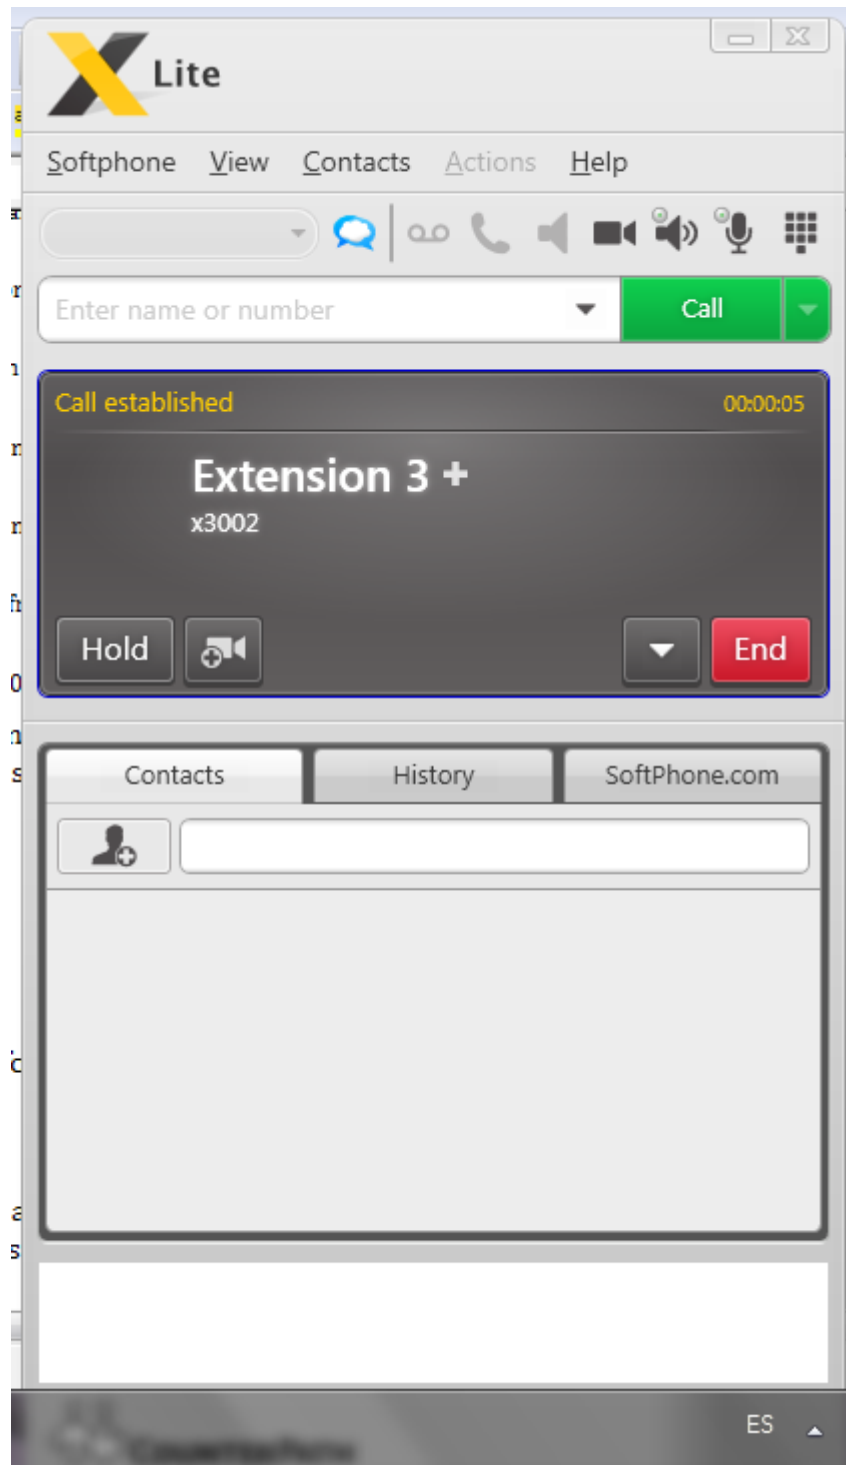 X Lite
Softphone View Contacts Actions Help
Enter name or number Call
Call established 00:00:05
Extension 3 +
x3002
Hold End
Contacts History SoftPhone.com
ES